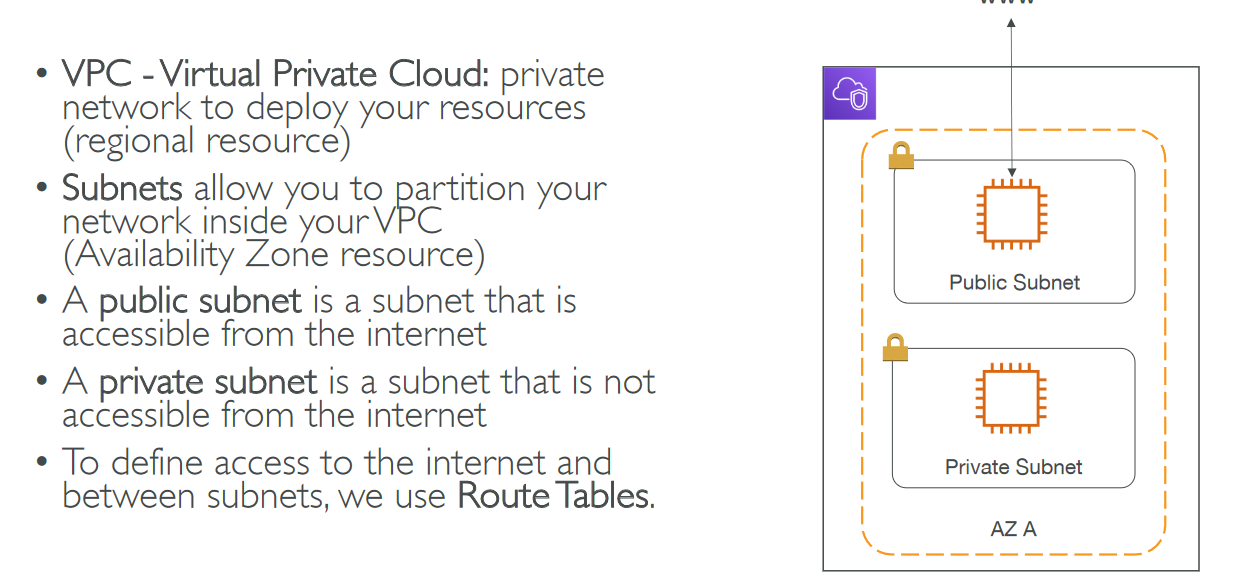 www
• VPC - Virtual Private Cloud: private
network to deploy your resources
(regional resource)
• Subnets allow you to partition your
network inside your VPC
(Availability Zone resource)
• A public subnet is a subnet that is
accessible from the internet
• A private subnet is a subnet that is not
accessible from the internet
• To define access to the internet and
between subnets, we use Route Tables.
Public Subnet
Private Subnet
AZ A